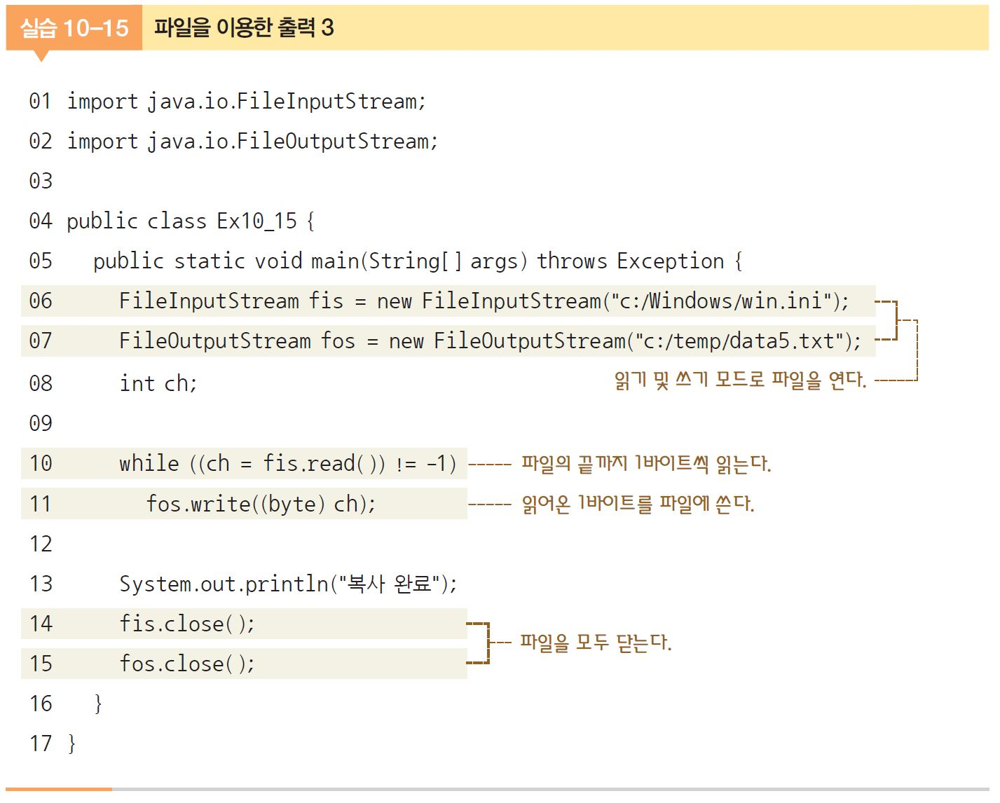 실습 10-15 파일을 이용한 출력 3
01 import java.io.FileInputStream;
02 import java.io.FileOutputStream;
03
04 public class Ex10_15 {
05 public static void main(String[] args) throws Exception {
06 FileInputStream fis = new FileInputStream("c:/Windows/win.ini");
07 FileOutputStream fos = new FileOutputStream("c:/temp/data5.txt");
08 int ch; 읽기 및 쓰기 모드로 파일을 연다.
09
10 while ((ch = fis.read()) != -1) 파일의 끝까지 1바이트씩 읽는다.
11 fos.write((byte) ch); 읽어온 1바이트를 파일에 쓴다.
12
13 System.out.println("복사 완료");
14 fis.close();
파일을 모두 닫는다.
15 fos.close();
16 }
17 }